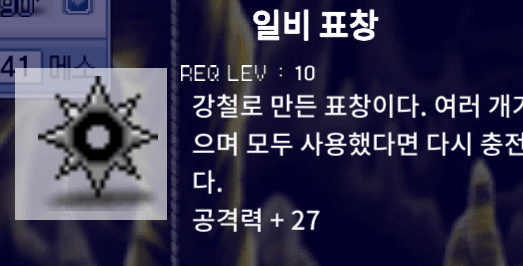 일비 표창
41 메소
REQ LEV : 10
강철로 만든 표창이다. 여러 개가
으며 모두 사용했다면 다시 충전
다.
공격력 + 27